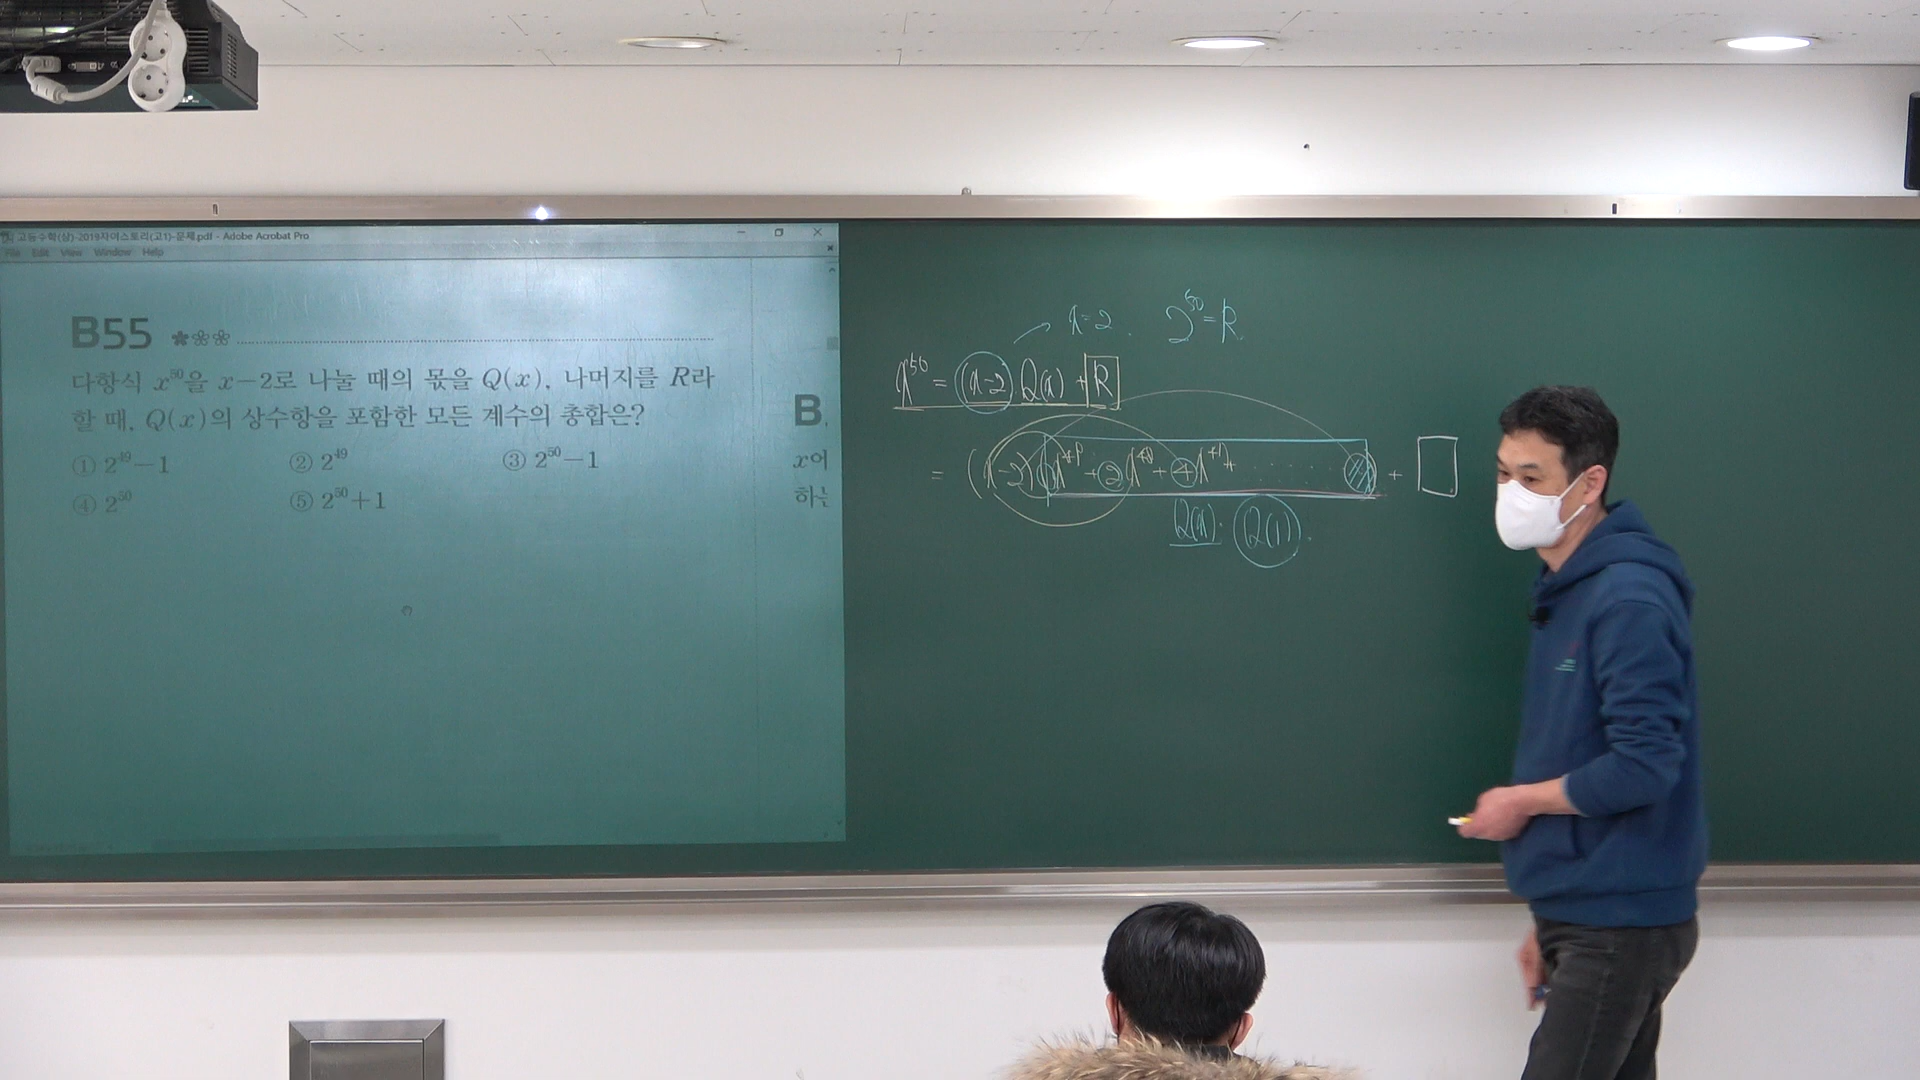 고등수학(상)-2019자이스토리(고1)-문제.pdf - Adobe Acrobat Pro
File Edit View Window Help
B55
다항식 x⁵⁰을 x−2로 나눌 때의 몫을 Q(x), 나머지를 R라
할 때, Q(x)의 상수항을 포함한 모든 계수의 총합은?
① 2⁴⁹−1 ② 2⁴⁹ ③ 2⁵⁰−1
④ 2⁵⁰ ⑤ 2⁵⁰+1
B
x에
하는
x=2. 2⁵⁰=R
x⁵⁰ = (x-2) Q(x) + R
= (x-2)(1x⁴⁹+2x⁴⁸+4x⁴⁷+ ...... + □
Q(x). Q(1).